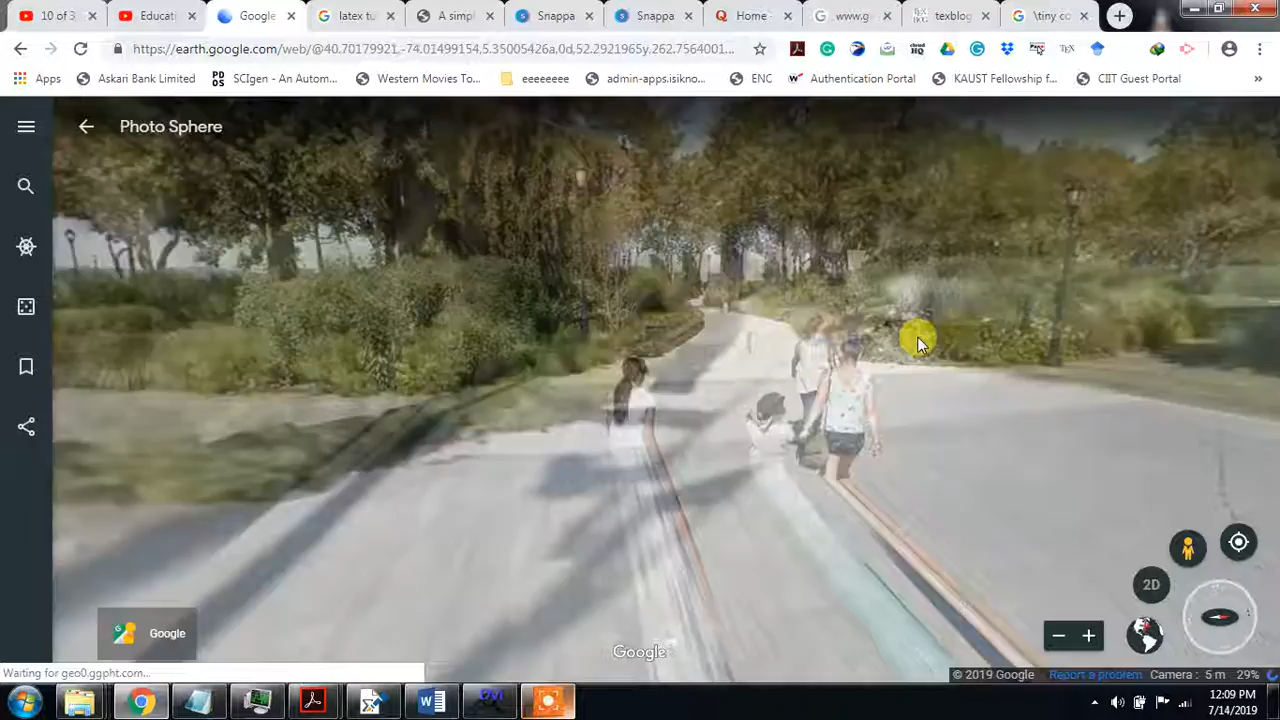 10 of 3
Educati
Google
latex tu
A simpl
Snappa
Snappa
Home -
www.g
texblog
\tiny co
https://earth.google.com/web/@40.70179921,-74.01499154,5.35005426a,0d,52.2921965y,262.7564001...
Apps
Askari Bank Limited
SCIgen - An Autom...
Western Movies To...
eeeeeee
admin-apps.isikno...
ENC
Authentication Portal
KAUST Fellowship f...
CIIT Guest Portal
»
Photo Sphere
2D
Google
Google
Waiting for geo0.ggpht.com...
© 2019 Google
Report a problem
Camera : 5 m
29%
12:09 PM
7/14/2019